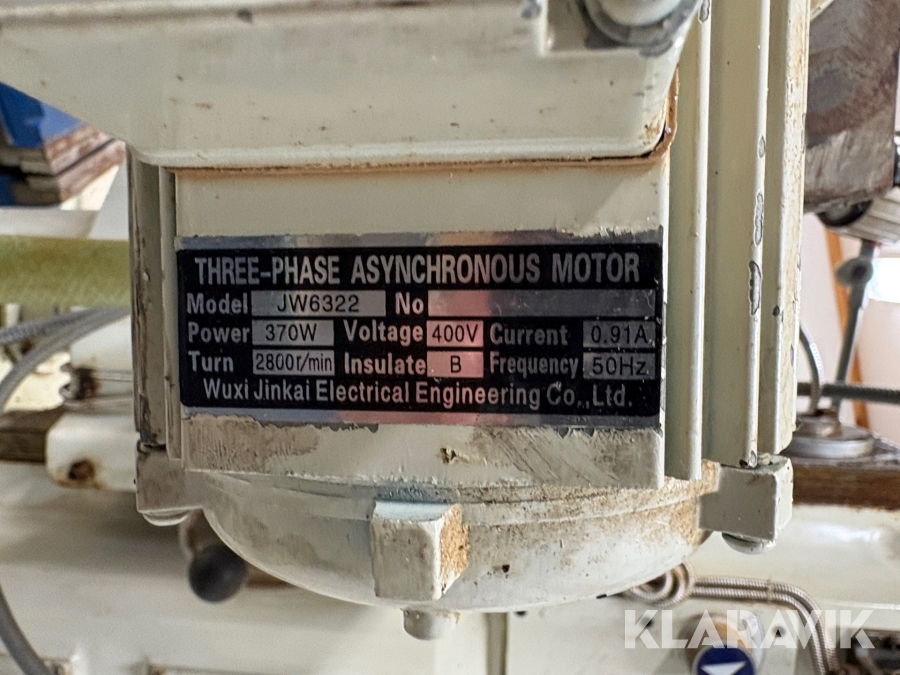 THREE-PHASE ASYNCHRONOUS MOTOR
Model JW6322 No
Power 370W Voltage 400V Current 0.91A
Turn 2800r/min Insulate B Frequency 50Hz
Wuxi Jinkai Electrical Engineering Co.,Ltd.
KLARAVIK